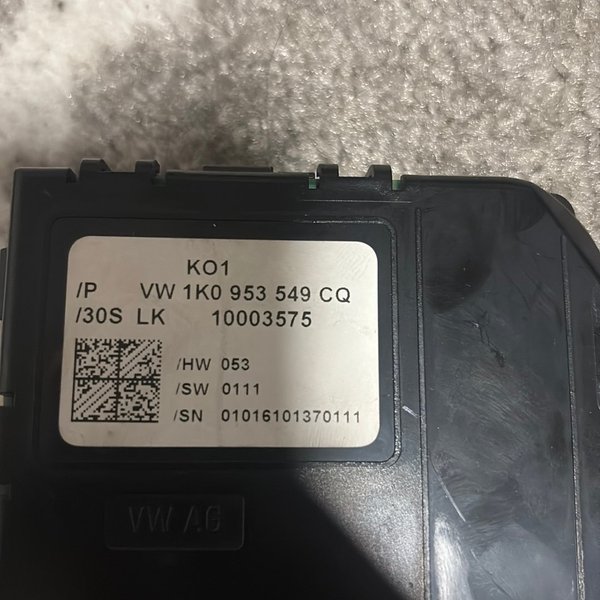 KO1
/P VW 1K0 953 549 CQ
/30S LK 10003575
/HW 053
/SW 0111
/SN 01016101370111
VW AG